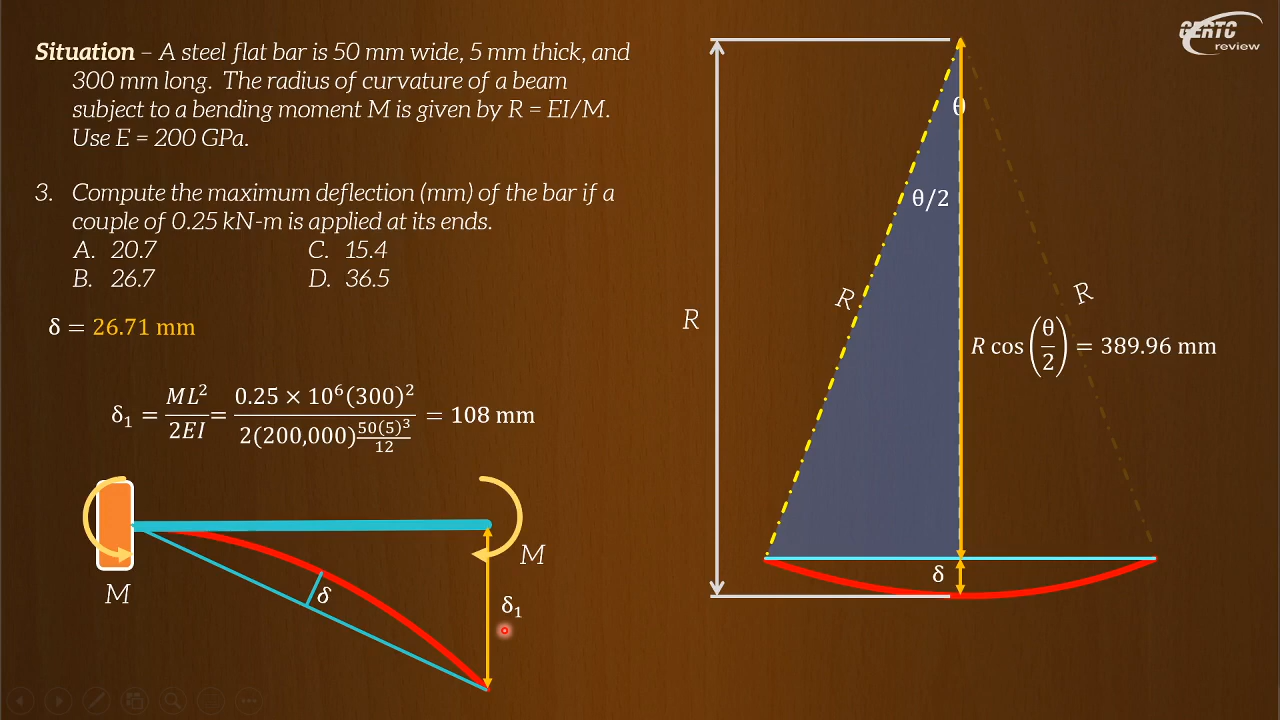 GERTC
review
Situation – A steel flat bar is 50 mm wide, 5 mm thick, and
300 mm long. The radius of curvature of a beam
subject to a bending moment M is given by R = EI/M.
Use E = 200 GPa.
3. Compute the maximum deflection (mm) of the bar if a
couple of 0.25 kN-m is applied at its ends.
A. 20.7 C. 15.4
B. 26.7 D. 36.5
δ = 26.71 mm
δ₁ = ML²/2EI = 0.25 × 10⁶(300)²/2(200,000)50(5)³/12 = 108 mm
M
M
δ
δ₁
θ
θ/2
R
R
R
R cos(θ/2) = 389.96 mm
δ